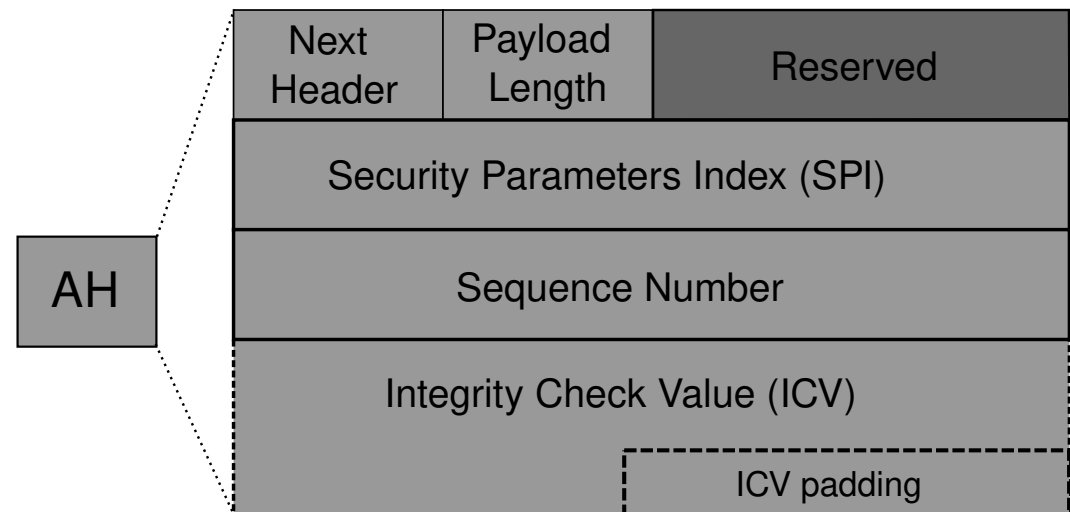 Next
Header
Payload
Length
Reserved
Security Parameters Index (SPI)
AH
Sequence Number
Integrity Check Value (ICV)
ICV padding